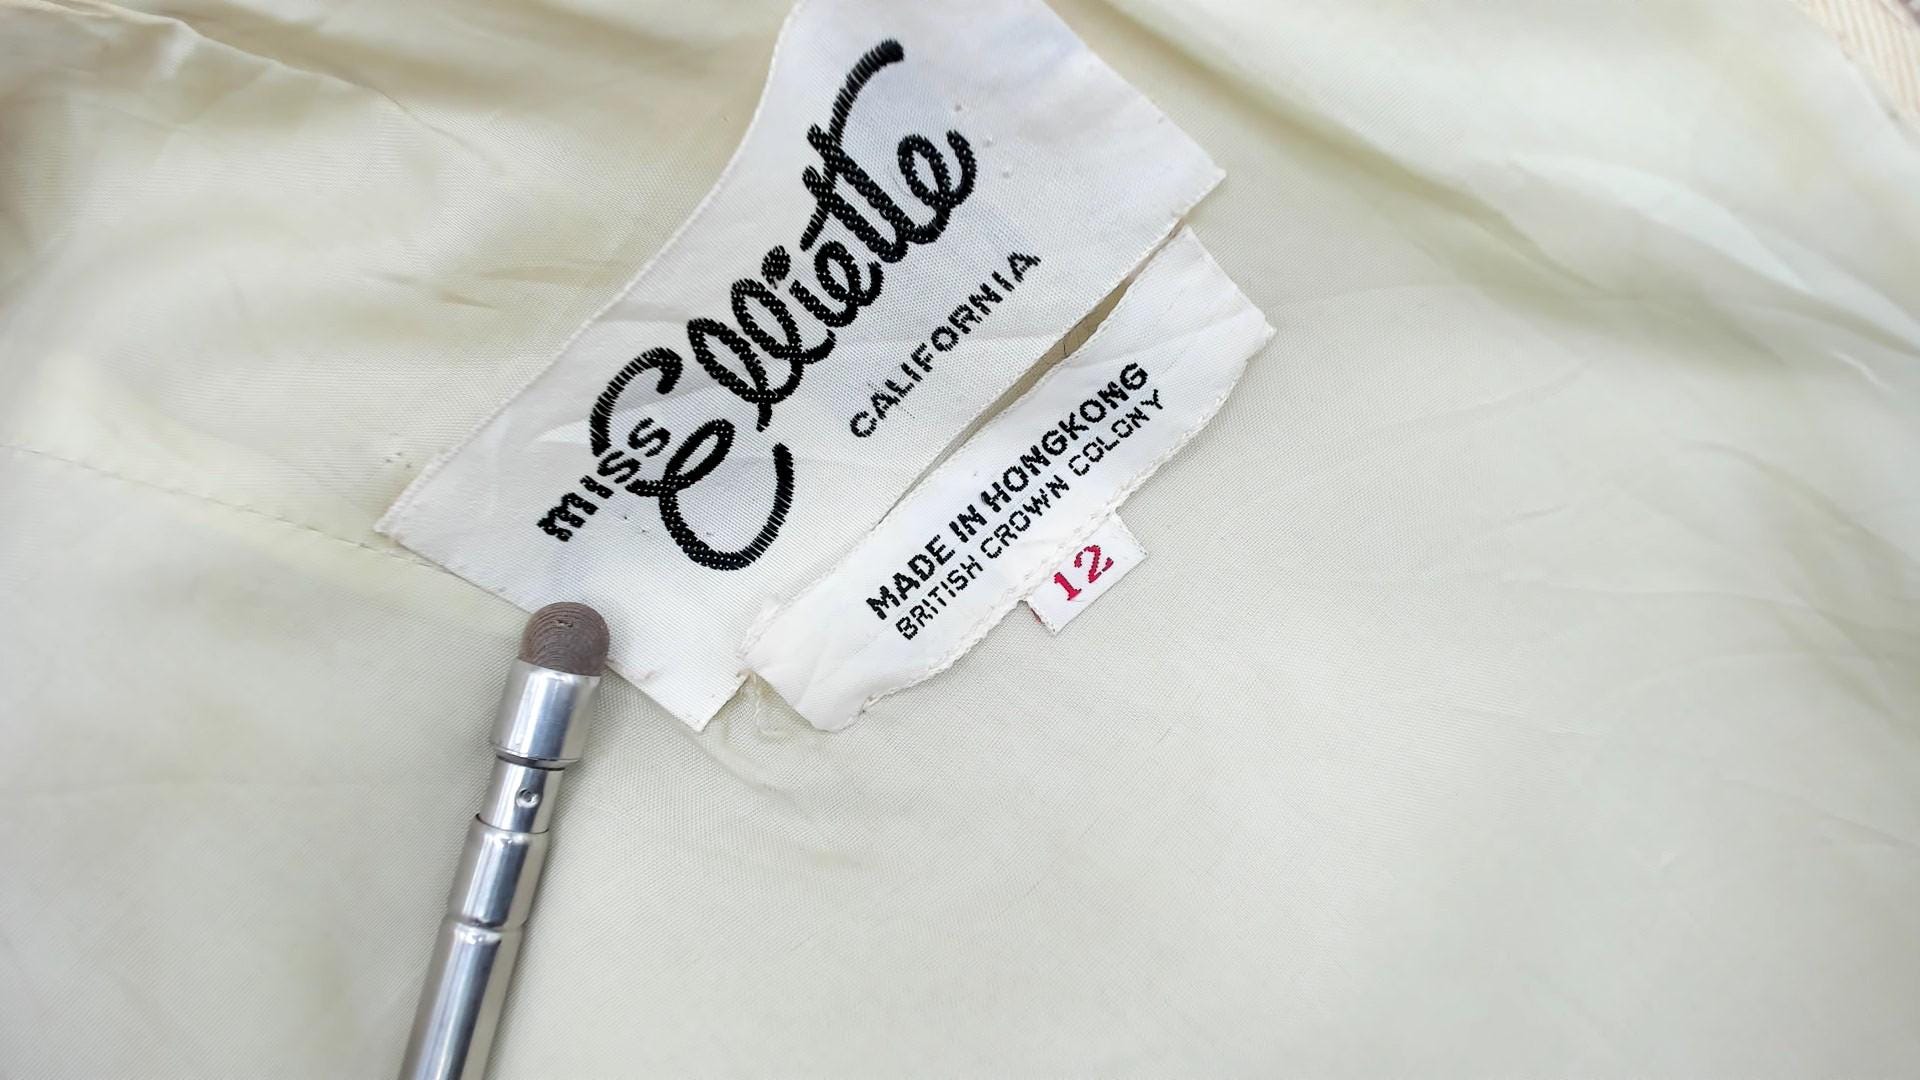 miss Elliette
CALIFORNIA
MADE IN HONGKONG
BRITISH CROWN COLONY
12